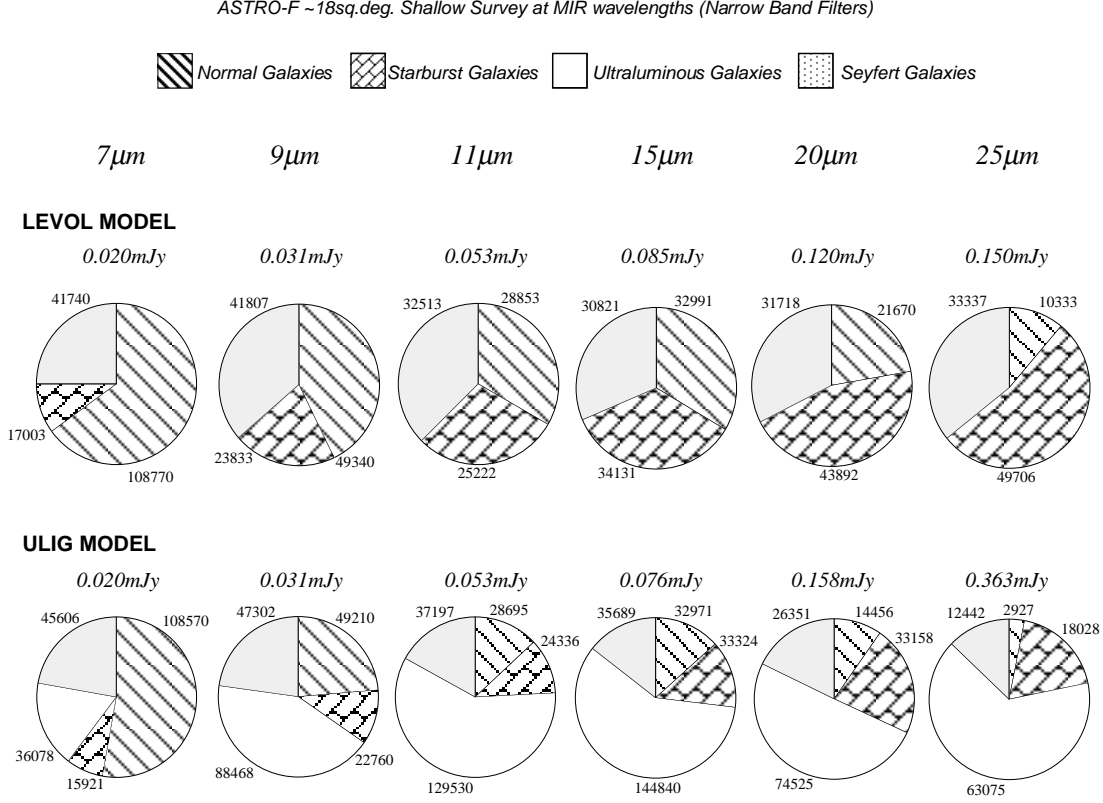 ASTRO-F ~18sq.deg. Shallow Survey at MIR wavelengths (Narrow Band Filters)
Normal Galaxies Starburst Galaxies Ultraluminous Galaxies Seyfert Galaxies
7μm 9μm 11μm 15μm 20μm 25μm
LEVOL MODEL
0.020mJy 0.031mJy 0.053mJy 0.085mJy 0.120mJy 0.150mJy
41740 41807 32513 28853 30821 32991 31718 21670 33337 10333
17003 23833 49340
108770 25222 34131 43892 49706
ULIG MODEL
0.020mJy 0.031mJy 0.053mJy 0.076mJy 0.158mJy 0.363mJy
45606 108570 47302 49210 37197 28695 35689 32971 26351 14456 12442 2927
24336 33324 33158 18028
36078 22760
15921 88468 129530 144840 74525 63075